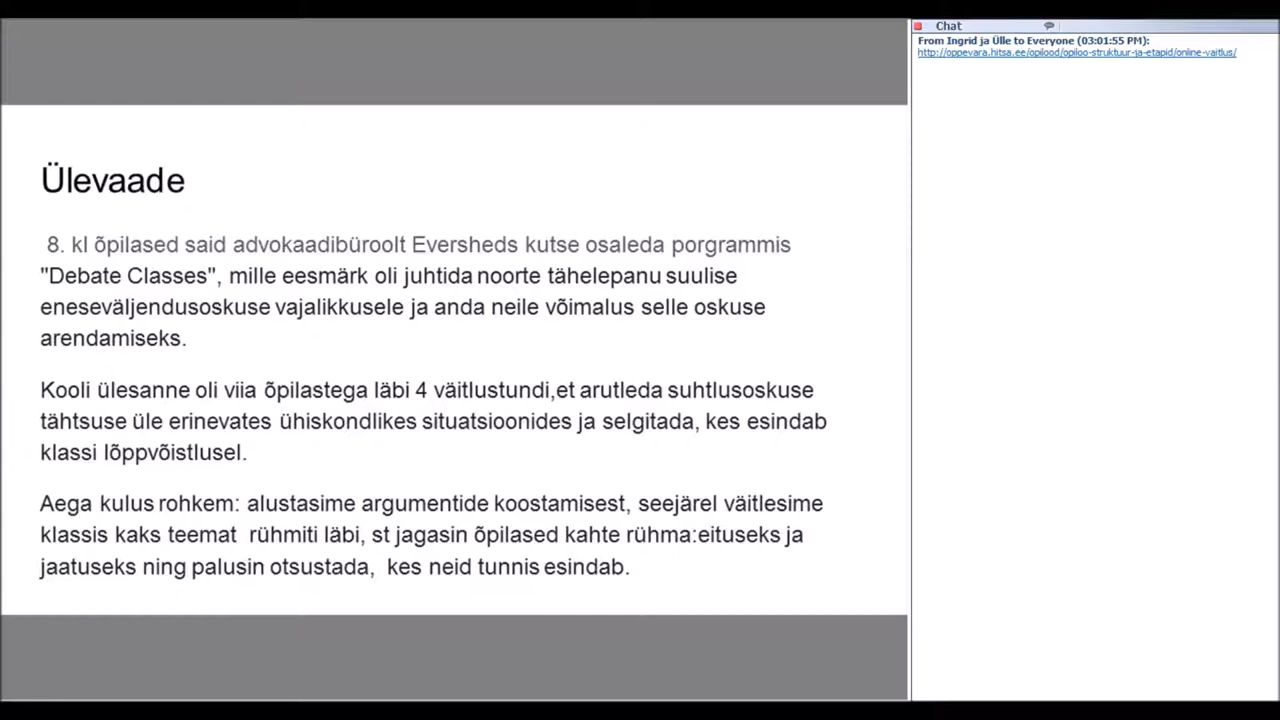 Ülevaade
8. kl õpilased said advokaadibüroolt Eversheds kutse osaleda porgrammis
"Debate Classes", mille eesmärk oli juhtida noorte tähelepanu suulise
eneseväljendusoskuse vajalikkusele ja anda neile võimalus selle oskuse
arendamiseks.
Kooli ülesanne oli viia õpilastega läbi 4 väitlustundi,et arutleda suhtlusoskuse
tähtsuse üle erinevates ühiskondlikes situatsioonides ja selgitada, kes esindab
klassi lõppvõistlusel.
Aega kulus rohkem: alustasime argumentide koostamisest, seejärel väitlesime
klassis kaks teemat rühmiti läbi, st jagasin õpilased kahte rühma:eituseks ja
jaatuseks ning palusin otsustada, kes neid tunnis esindab.
Chat
From Ingrid ja Ülle to Everyone (03:01:55 PM):
http://oppevara.hitsa.ee/opilood/opiloo-struktuur-ja-etapid/online-vaitlus/